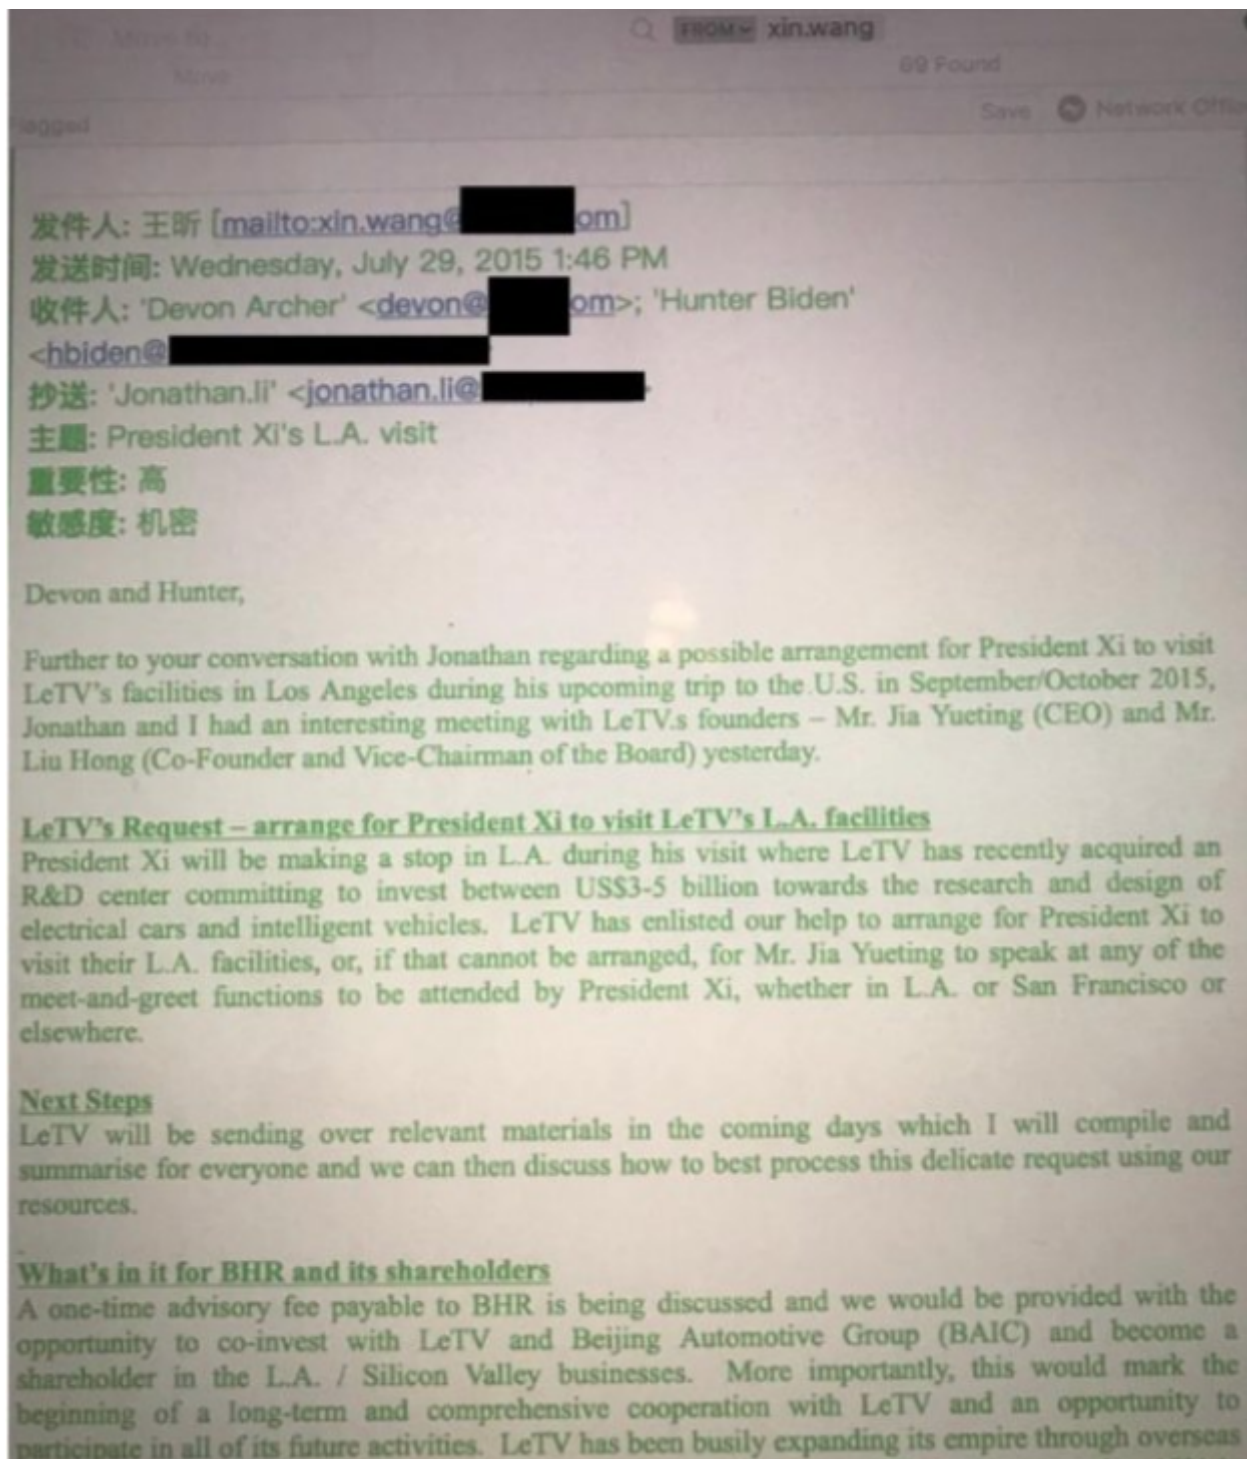 Move to...
FROM xin.wang
Move
69 Found
flagged
Save Network Offlin
发件人: 王昕 [mailto:xin.wang@ om]
发送时间: Wednesday, July 29, 2015 1:46 PM
收件人: 'Devon Archer' <devon@ om>; 'Hunter Biden'
<hbiden@
抄送: 'Jonathan.li' <jonathan.li@
主题: President Xi's L.A. visit
重要性: 高
敏感度: 机密
Devon and Hunter,
Further to your conversation with Jonathan regarding a possible arrangement for President Xi to visit
LeTV's facilities in Los Angeles during his upcoming trip to the U.S. in September/October 2015,
Jonathan and I had an interesting meeting with LeTV.s founders – Mr. Jia Yueting (CEO) and Mr.
Liu Hong (Co-Founder and Vice-Chairman of the Board) yesterday.
LeTV's Request – arrange for President Xi to visit LeTV's L.A. facilities
President Xi will be making a stop in L.A. during his visit where LeTV has recently acquired an
R&D center committing to invest between US$3-5 billion towards the research and design of
electrical cars and intelligent vehicles. LeTV has enlisted our help to arrange for President Xi to
visit their L.A. facilities, or, if that cannot be arranged, for Mr. Jia Yueting to speak at any of the
meet-and-greet functions to be attended by President Xi, whether in L.A. or San Francisco or
elsewhere.
Next Steps
LeTV will be sending over relevant materials in the coming days which I will compile and
summarise for everyone and we can then discuss how to best process this delicate request using our
resources.
What's in it for BHR and its shareholders
A one-time advisory fee payable to BHR is being discussed and we would be provided with the
opportunity to co-invest with LeTV and Beijing Automotive Group (BAIC) and become a
shareholder in the L.A. / Silicon Valley businesses. More importantly, this would mark the
beginning of a long-term and comprehensive cooperation with LeTV and an opportunity to
participate in all of its future activities. LeTV has been busily expanding its empire through overseas